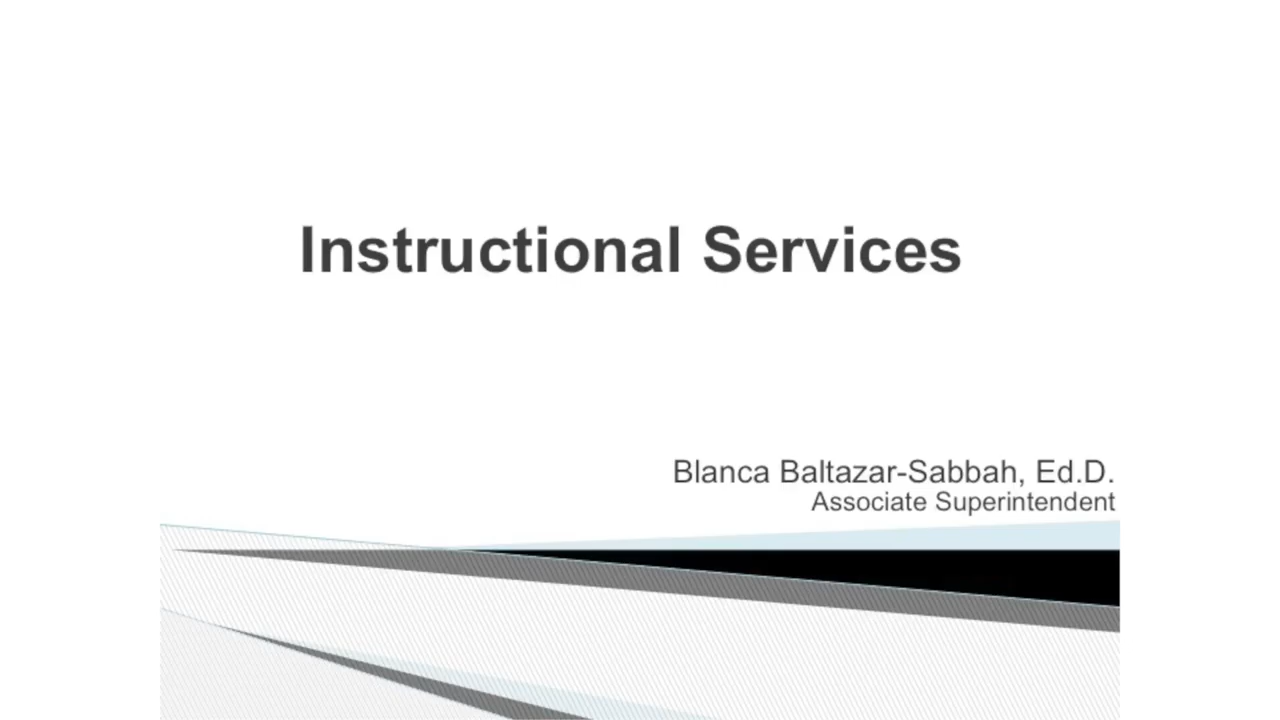 Instructional Services
Blanca Baltazar-Sabbah, Ed.D.
Associate Superintendent